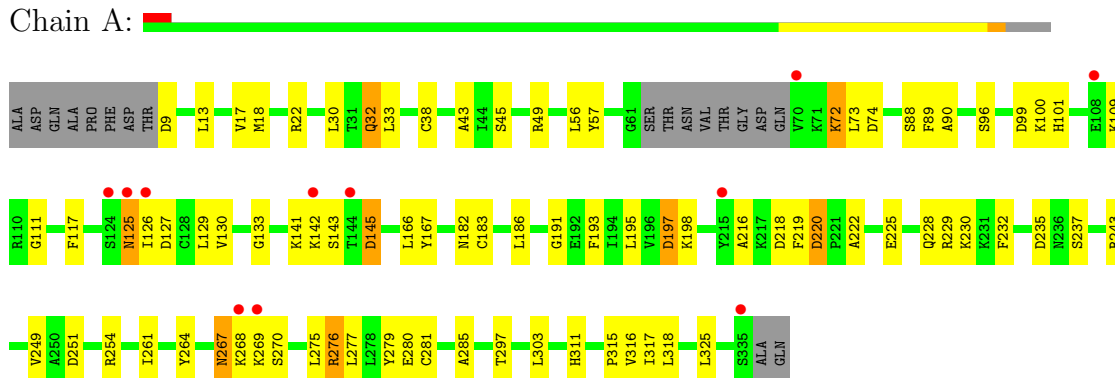 Chain A:
ALA ASP GLN ALA PRO PHE ASP THR D9 L13 V17 M18 R22 L30 T31 Q32 L33 C38 A43 I44 S45 R49 L56 Y57 G61 SER THR ASN VAL THR GLY ASP GLN V70 K71 K72 L73 D74 S88 F89 A90 S96 D99 K100 H101 E108 K109
R110 G111 F117 S124 N125 I126 D127 C128 L129 V130 G133 K141 K142 S143 T144 D145 L166 Y167 N182 C183 L186 G191 E192 F193 I194 L195 V196 D197 K198 Y215 A216 K217 D218 F219 D220 P221 A222 E225 Q228 R229 K230 K231 F232 D235 N236 S237
V249 A250 D251 R254 I261 Y264 N267 K268 K269 S270 L275 R276 L277 L278 Y279 E280 C281 A285 T297 L303 H311 P315 V316 I317 L318 L325 S335 ALA GLN